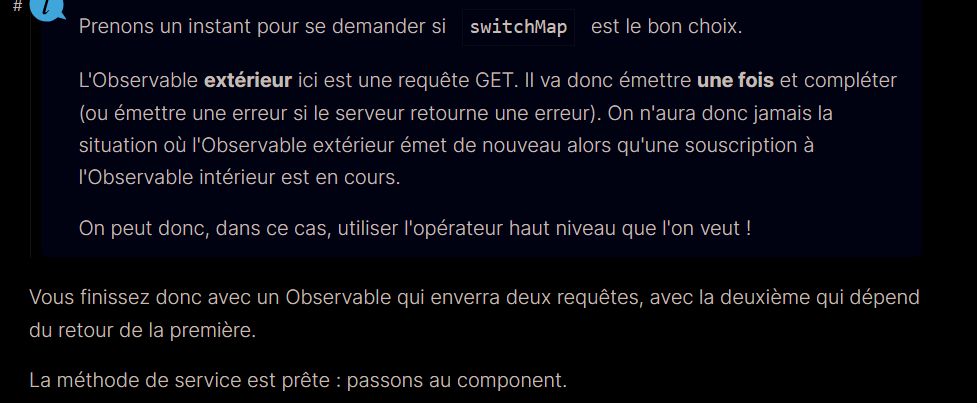 #
i
Prenons un instant pour se demander si switchMap est le bon choix.
L'Observable extérieur ici est une requête GET. Il va donc émettre une fois et compléter
(ou émettre une erreur si le serveur retourne une erreur). On n'aura donc jamais la
situation où l'Observable extérieur émet de nouveau alors qu'une souscription à
l'Observable intérieur est en cours.
On peut donc, dans ce cas, utiliser l'opérateur haut niveau que l'on veut !
Vous finissez donc avec un Observable qui enverra deux requêtes, avec la deuxième qui dépend
du retour de la première.
La méthode de service est prête : passons au component.